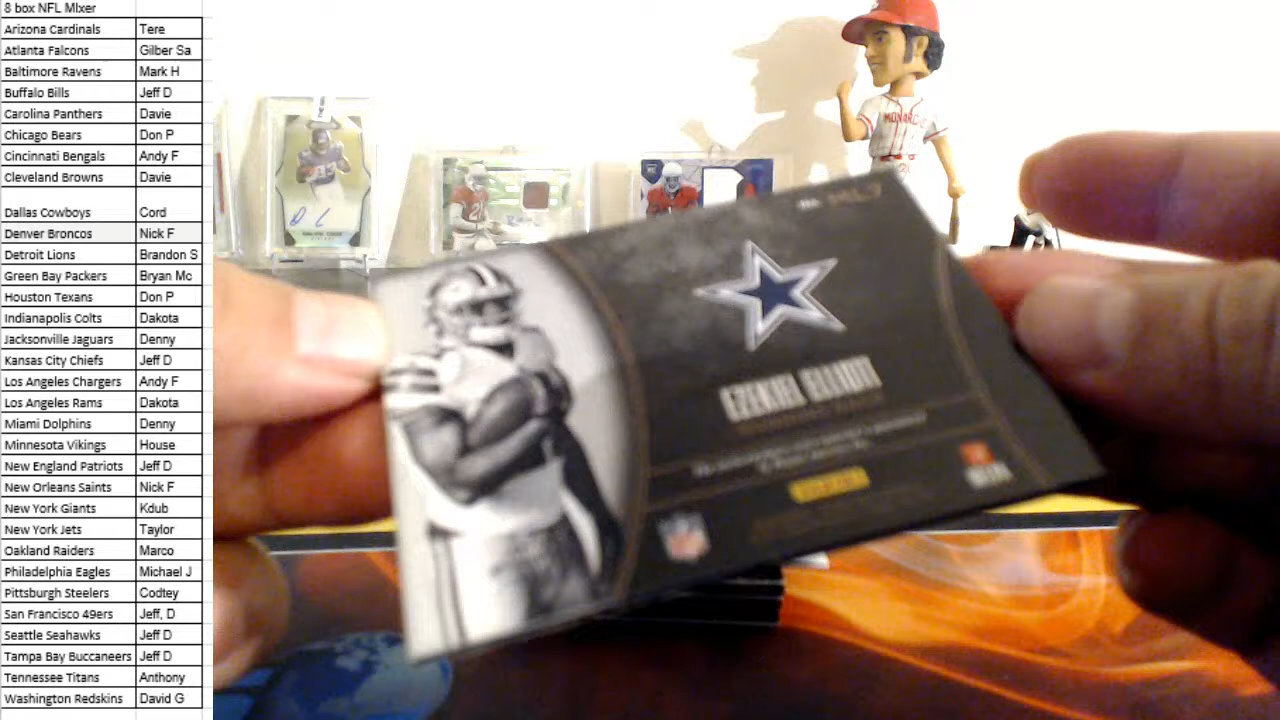 8 box NFL MIxer
Arizona Cardinals Tere
Atlanta Falcons Gilber Sa
Baltimore Ravens Mark H
Buffalo Bills Jeff D
Carolina Panthers Davie
Chicago Bears Don P
Cincinnati Bengals Andy F
Cleveland Browns Davie
Dallas Cowboys Cord
Denver Broncos Nick F
Detroit Lions Brandon S
Green Bay Packers Bryan Mc
Houston Texans Don P
Indianapolis Colts Dakota
Jacksonville Jaguars Denny
Kansas City Chiefs Jeff D
Los Angeles Chargers Andy F
Los Angeles Rams Dakota
Miami Dolphins Denny
Minnesota Vikings House
New England Patriots Jeff D
New Orleans Saints Nick F
New York Giants Kdub
New York Jets Taylor
Oakland Raiders Marco
Philadelphia Eagles Michael J
Pittsburgh Steelers Codtey
San Francisco 49ers Jeff, D
Seattle Seahawks Jeff D
Tampa Bay Buccaneers Jeff D
Tennessee Titans Anthony
Washington Redskins David G
EZEKIEL ELLIOTT
PANINI